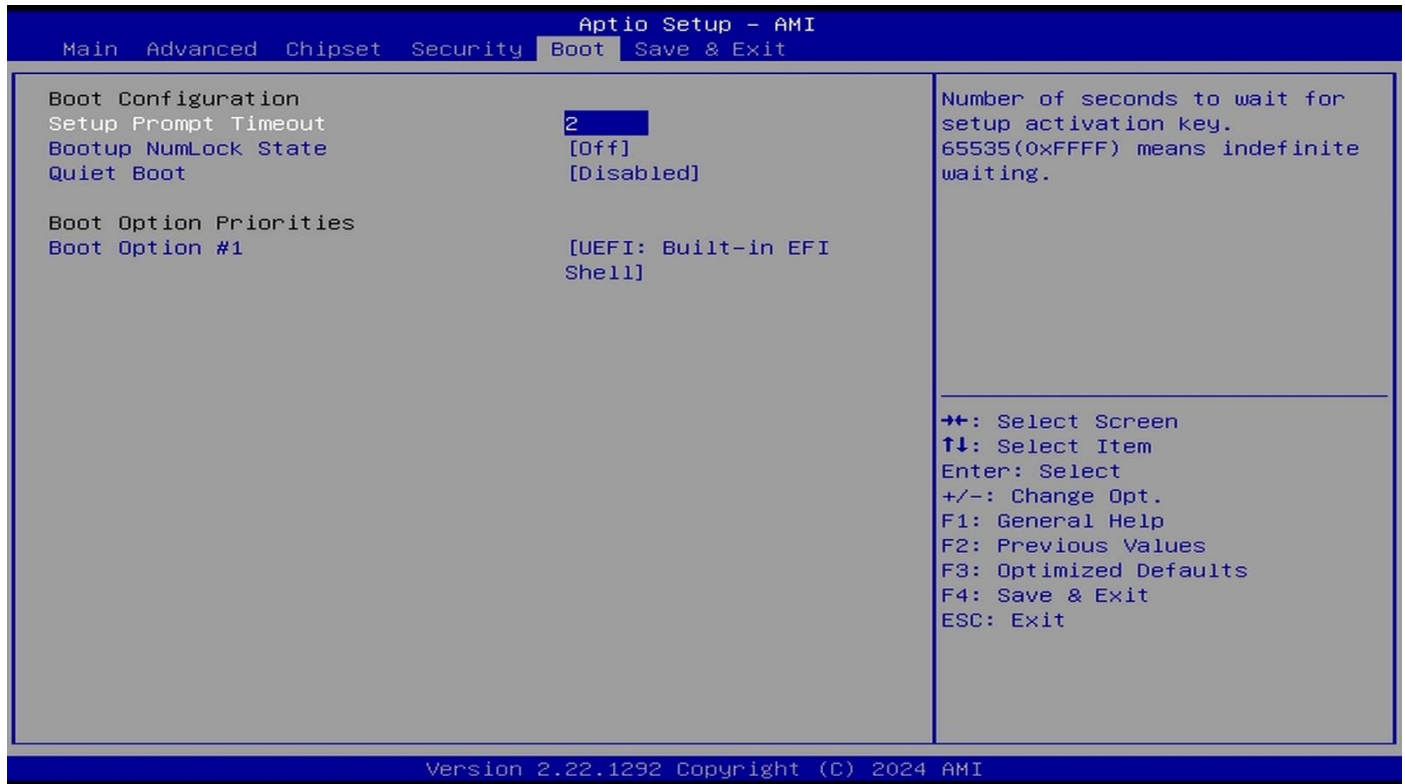 Aptio Setup – AMI
Main Advanced Chipset Security Boot Save & Exit
Boot Configuration
Setup Prompt Timeout 2
Bootup NumLock State [Off]
Quiet Boot [Disabled]
Boot Option Priorities
Boot Option #1 [UEFI: Built-in EFI
Shell]
Number of seconds to wait for
setup activation key.
65535(0xFFFF) means indefinite
waiting.
→←: Select Screen
↑↓: Select Item
Enter: Select
+/-: Change Opt.
F1: General Help
F2: Previous Values
F3: Optimized Defaults
F4: Save & Exit
ESC: Exit
Version 2.22.1292 Copyright (C) 2024 AMI